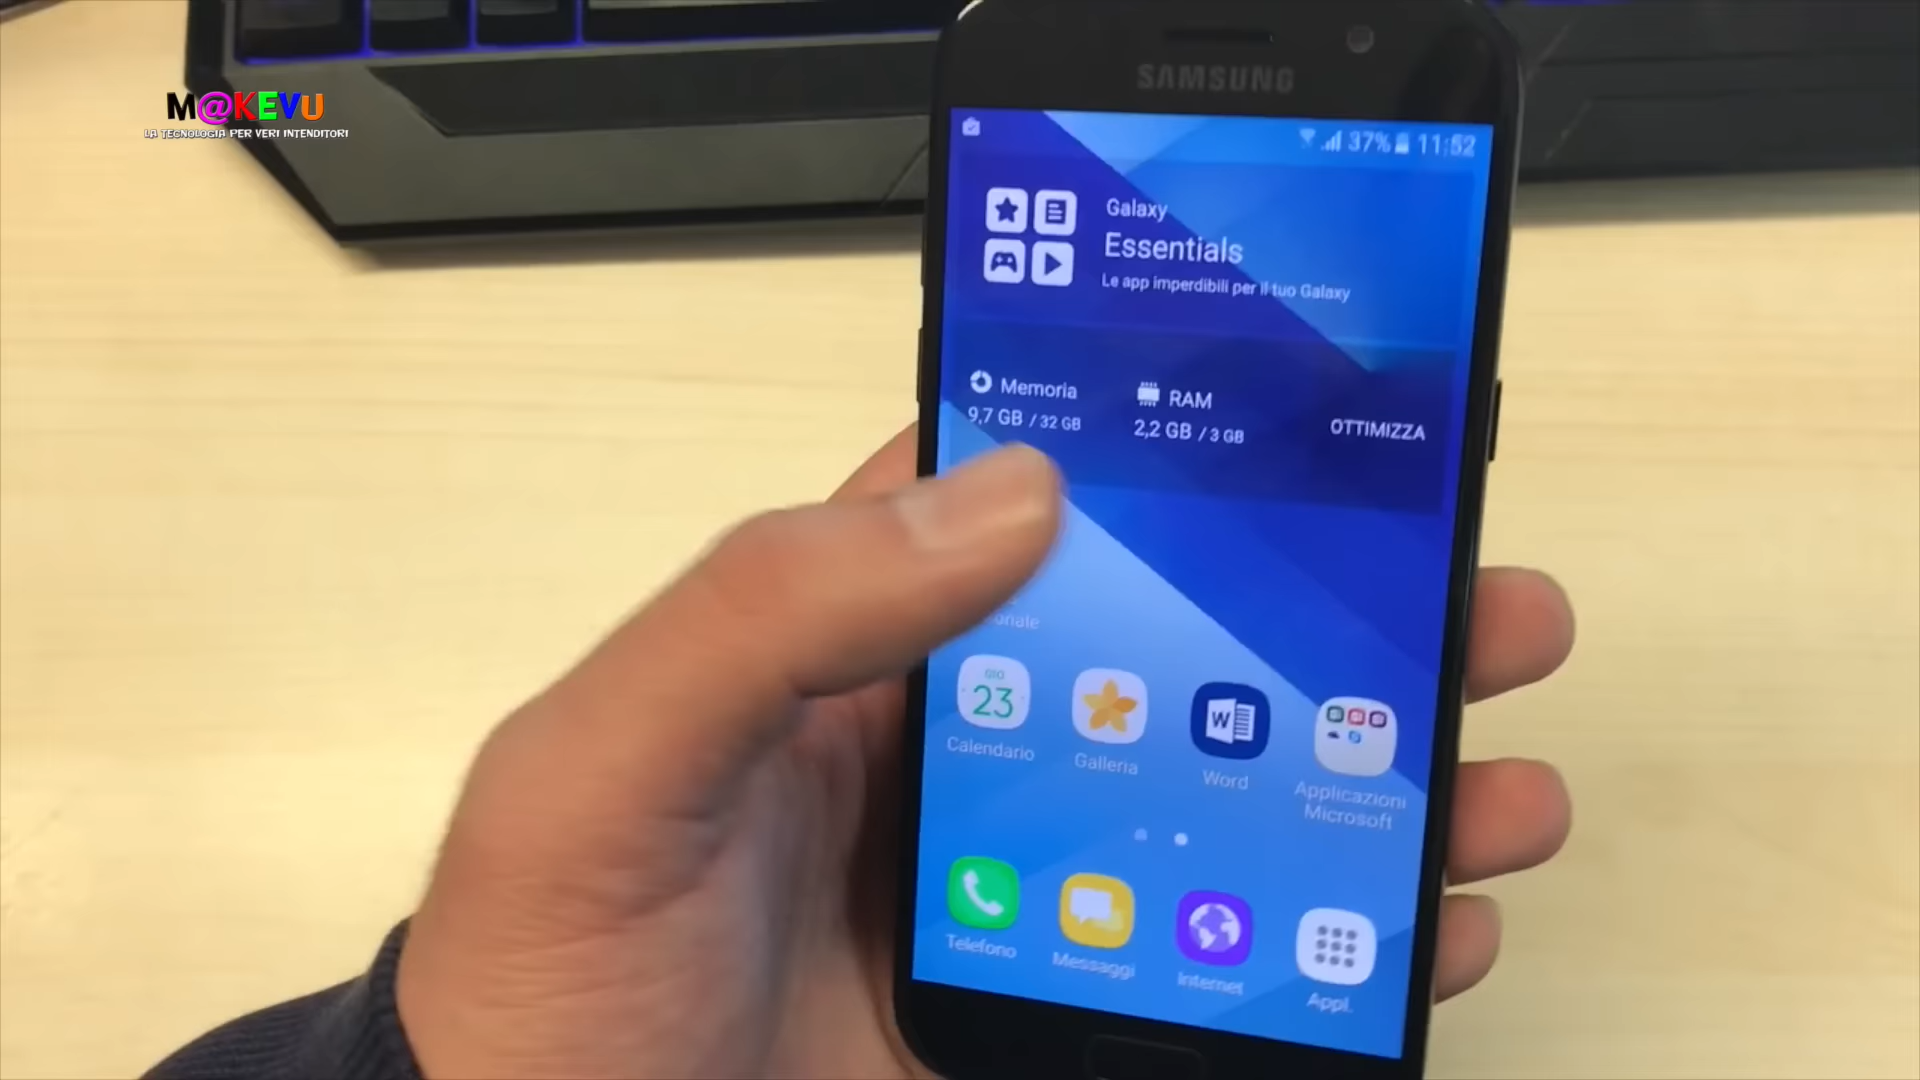 M@KEVU
LA TECNOLOGIA PER VERI INTENDITORI
SAMSUNG
37% 11:52
Galaxy
Essentials
Le app imperdibili per il tuo Galaxy
Memoria
9,7 GB / 32 GB
RAM
2,2 GB / 3 GB
OTTIMIZZA
onale
GIO
23
Calendario
Galleria
W
Word
Applicazioni
Microsoft
Telefono
Messaggi
Internet
Appl.